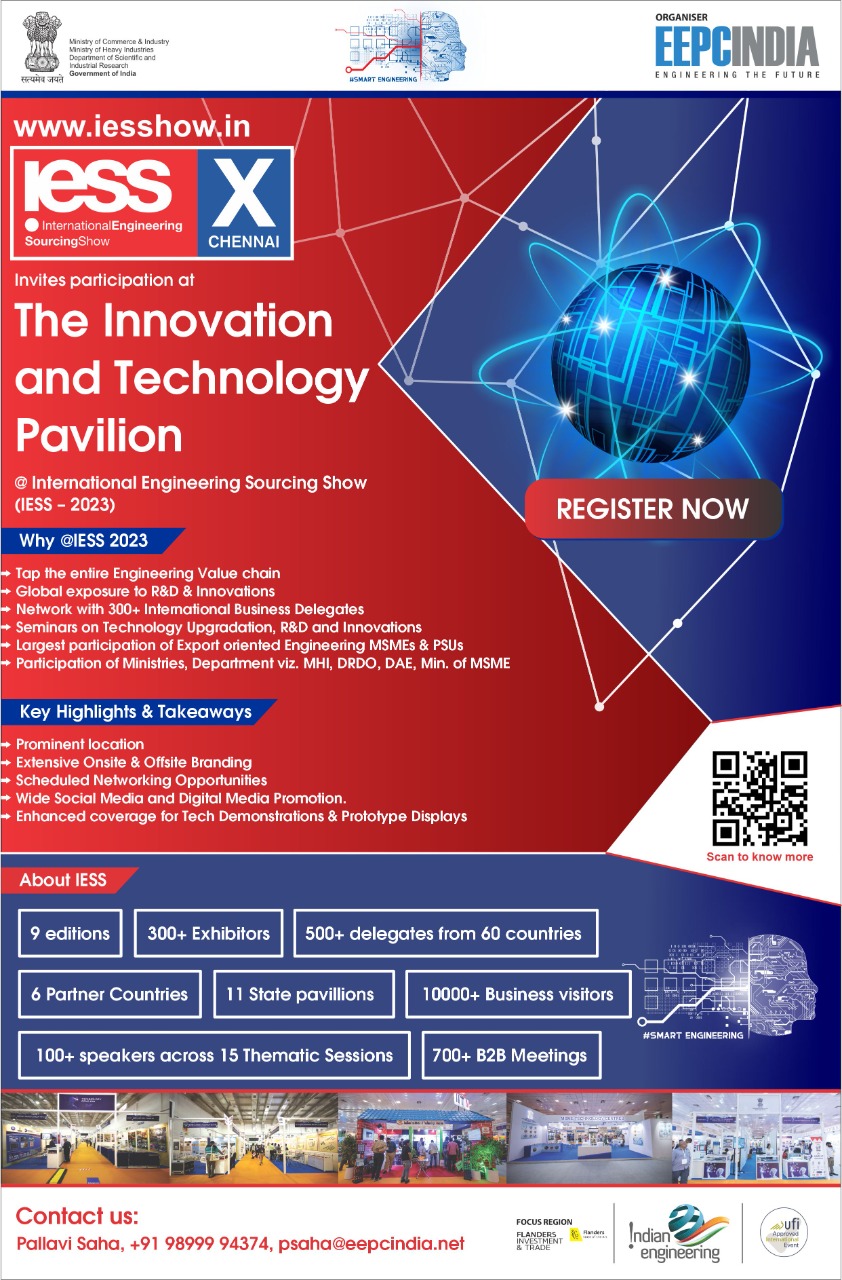 सत्यमेव जयते
Ministry of Commerce & Industry
Ministry of Heavy Industries
Department of Scientific and
Industrial Research
Government of India
#SMART ENGINEERING
ORGANISER
EEPCINDIA
ENGINEERING THE FUTURE
www.iesshow.in
IESS
InternationalEngineering
SourcingShow
X
CHENNAI
Invites participation at
The Innovation
and Technology
Pavilion
@ International Engineering Sourcing Show
(IESS – 2023)
REGISTER NOW
Why @IESS 2023
Tap the entire Engineering Value chain
Global exposure to R&D & Innovations
Network with 300+ International Business Delegates
Seminars on Technology Upgradation, R&D and Innovations
Largest participation of Export oriented Engineering MSMEs & PSUs
Participation of Ministries, Department viz. MHI, DRDO, DAE, Min. of MSME
Key Highlights & Takeaways
Prominent location
Extensive Onsite & Offsite Branding
Scheduled Networking Opportunities
Wide Social Media and Digital Media Promotion.
Enhanced coverage for Tech Demonstrations & Prototype Displays
Scan to know more
About IESS
9 editions
300+ Exhibitors
500+ delegates from 60 countries
6 Partner Countries
11 State pavillions
10000+ Business visitors
100+ speakers across 15 Thematic Sessions
700+ B2B Meetings
#SMART ENGINEERING
Contact us:
Pallavi Saha, +91 98999 94374, psaha@eepcindia.net
FOCUS REGION
FLANDERS
INVESTMENT
& TRADE
Flanders
Indian
engineering
ufi
Approved
International
Event